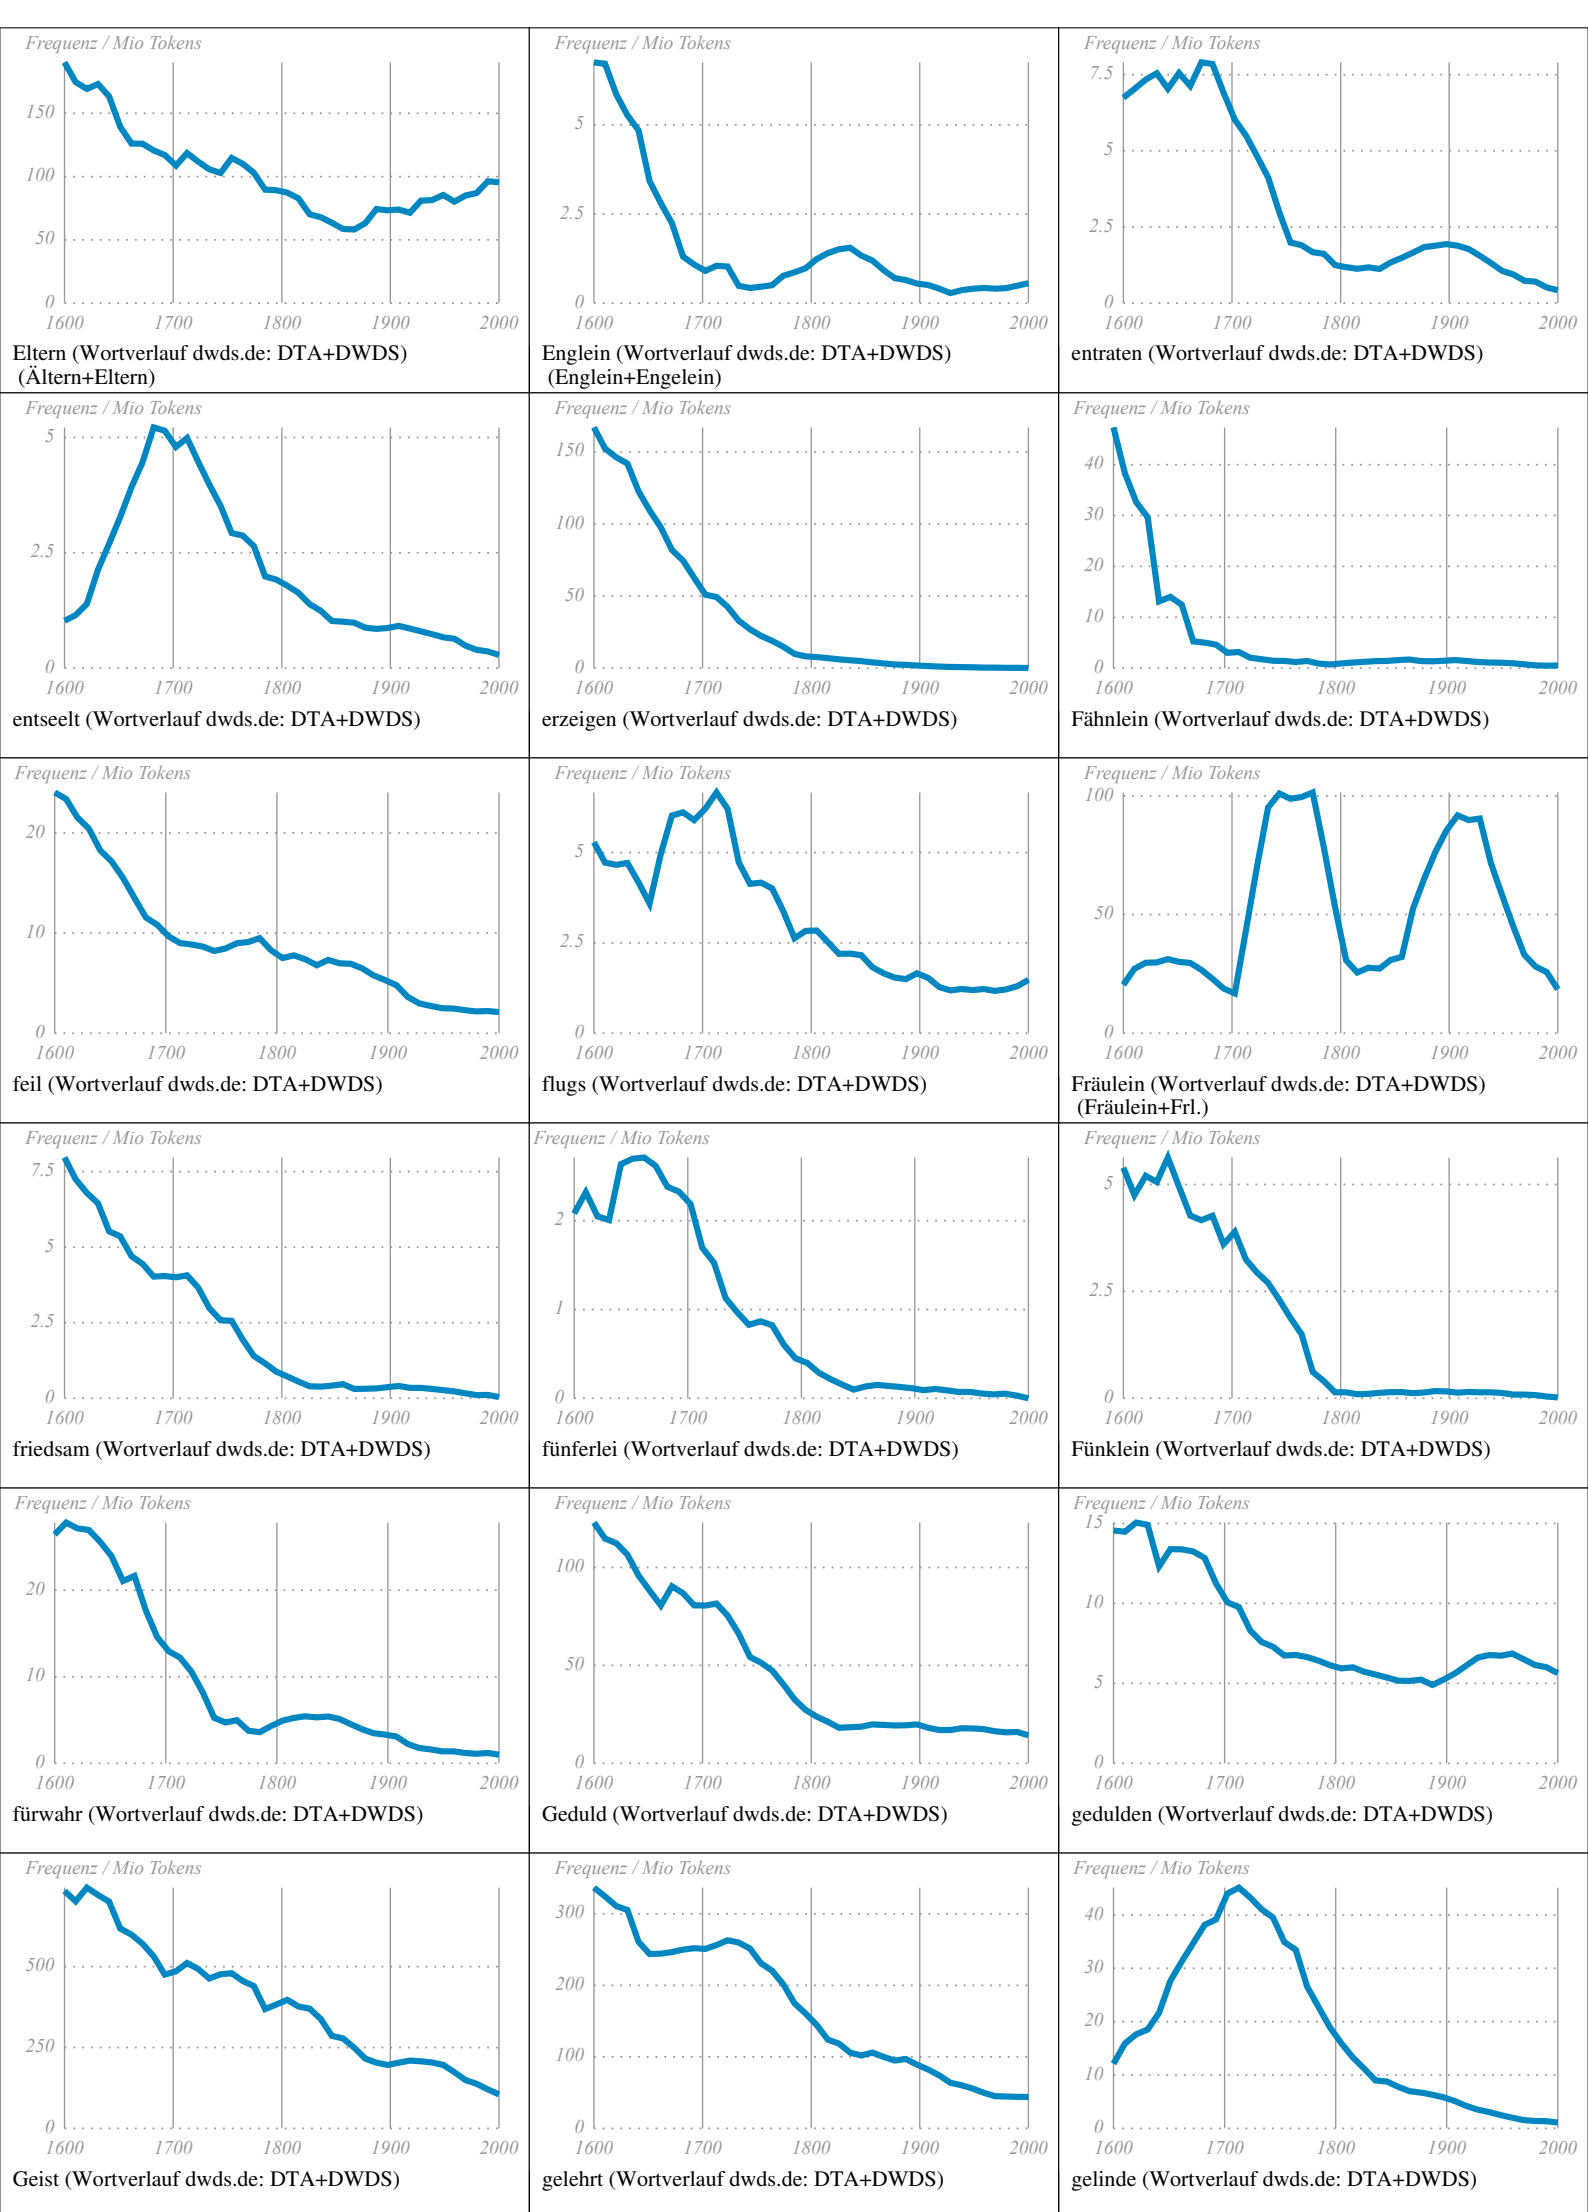 Frequenz / Mio Tokens
150
100
50
0
1600 1700 1800 1900 2000
Eltern (Wortverlauf dwds.de: DTA+DWDS)
(Ältern+Eltern)
Frequenz / Mio Tokens
5
2.5
0
1600 1700 1800 1900 2000
Englein (Wortverlauf dwds.de: DTA+DWDS)
(Englein+Engelein)
Frequenz / Mio Tokens
7.5
5
2.5
0
1600 1700 1800 1900 2000
entraten (Wortverlauf dwds.de: DTA+DWDS)
Frequenz / Mio Tokens
5
2.5
0
1600 1700 1800 1900 2000
entseelt (Wortverlauf dwds.de: DTA+DWDS)
Frequenz / Mio Tokens
150
100
50
0
1600 1700 1800 1900 2000
erzeigen (Wortverlauf dwds.de: DTA+DWDS)
Frequenz / Mio Tokens
40
30
20
10
0
1600 1700 1800 1900 2000
Fähnlein (Wortverlauf dwds.de: DTA+DWDS)
Frequenz / Mio Tokens
20
10
0
1600 1700 1800 1900 2000
feil (Wortverlauf dwds.de: DTA+DWDS)
Frequenz / Mio Tokens
5
2.5
0
1600 1700 1800 1900 2000
flugs (Wortverlauf dwds.de: DTA+DWDS)
Frequenz / Mio Tokens
100
50
0
1600 1700 1800 1900 2000
Fräulein (Wortverlauf dwds.de: DTA+DWDS)
(Fräulein+Frl.)
Frequenz / Mio Tokens
7.5
5
2.5
0
1600 1700 1800 1900 2000
friedsam (Wortverlauf dwds.de: DTA+DWDS)
Frequenz / Mio Tokens
2
1
0
1600 1700 1800 1900 2000
fünferlei (Wortverlauf dwds.de: DTA+DWDS)
Frequenz / Mio Tokens
5
2.5
0
1600 1700 1800 1900 2000
Fünklein (Wortverlauf dwds.de: DTA+DWDS)
Frequenz / Mio Tokens
20
10
0
1600 1700 1800 1900 2000
fürwahr (Wortverlauf dwds.de: DTA+DWDS)
Frequenz / Mio Tokens
100
50
0
1600 1700 1800 1900 2000
Geduld (Wortverlauf dwds.de: DTA+DWDS)
Frequenz / Mio Tokens
15
10
5
0
1600 1700 1800 1900 2000
gedulden (Wortverlauf dwds.de: DTA+DWDS)
Frequenz / Mio Tokens
500
250
0
1600 1700 1800 1900 2000
Geist (Wortverlauf dwds.de: DTA+DWDS)
Frequenz / Mio Tokens
300
200
100
0
1600 1700 1800 1900 2000
gelehrt (Wortverlauf dwds.de: DTA+DWDS)
Frequenz / Mio Tokens
40
30
20
10
0
1600 1700 1800 1900 2000
gelinde (Wortverlauf dwds.de: DTA+DWDS)